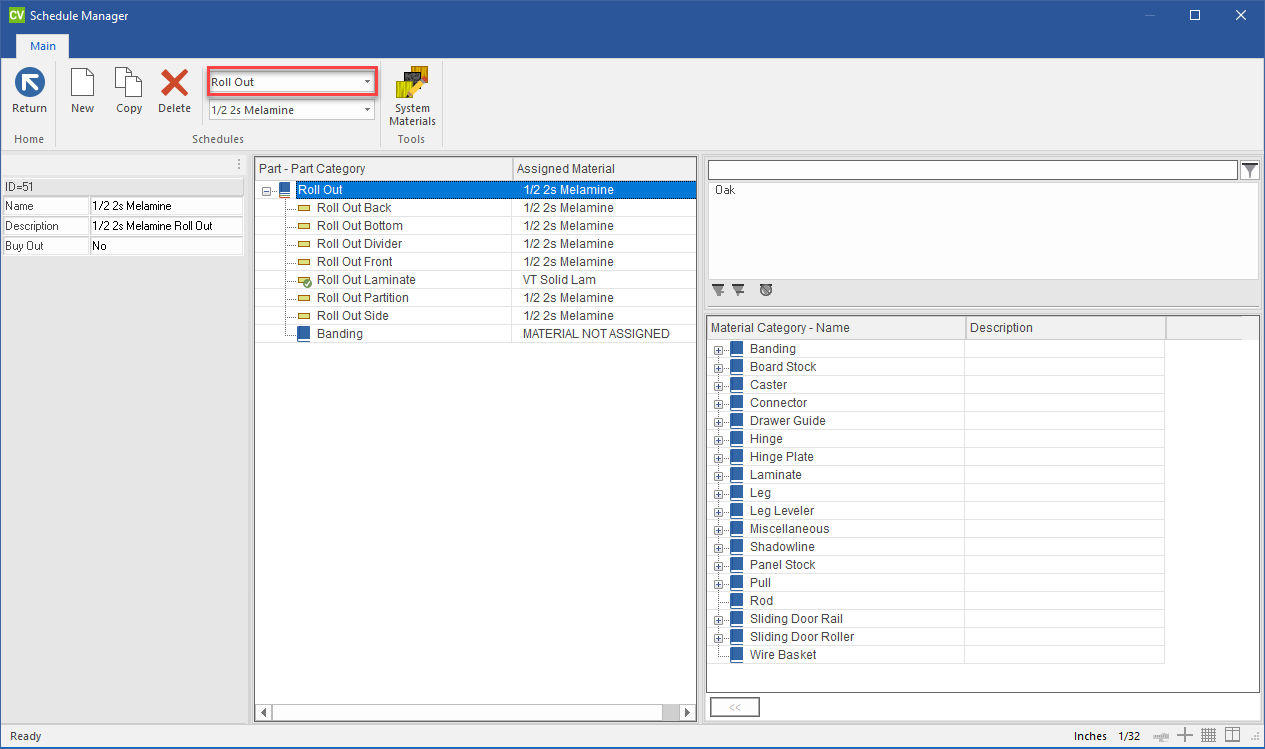 CV Schedule Manager
Main
Return
New
Copy
Delete
Roll Out
1/2 2s Melamine
System
Materials
Home
Schedules
Tools
ID=51
Name 1/2 2s Melamine
Description 1/2 2s Melamine Roll Out
Buy Out No
Part - Part Category Assigned Material
Roll Out 1/2 2s Melamine
Roll Out Back 1/2 2s Melamine
Roll Out Bottom 1/2 2s Melamine
Roll Out Divider 1/2 2s Melamine
Roll Out Front 1/2 2s Melamine
Roll Out Laminate VT Solid Lam
Roll Out Partition 1/2 2s Melamine
Roll Out Side 1/2 2s Melamine
Banding MATERIAL NOT ASSIGNED
Oak
Material Category - Name Description
Banding
Board Stock
Caster
Connector
Drawer Guide
Hinge
Hinge Plate
Laminate
Leg
Leg Leveler
Miscellaneous
Shadowline
Panel Stock
Pull
Rod
Sliding Door Rail
Sliding Door Roller
Wire Basket
<<
Ready
Inches 1/32